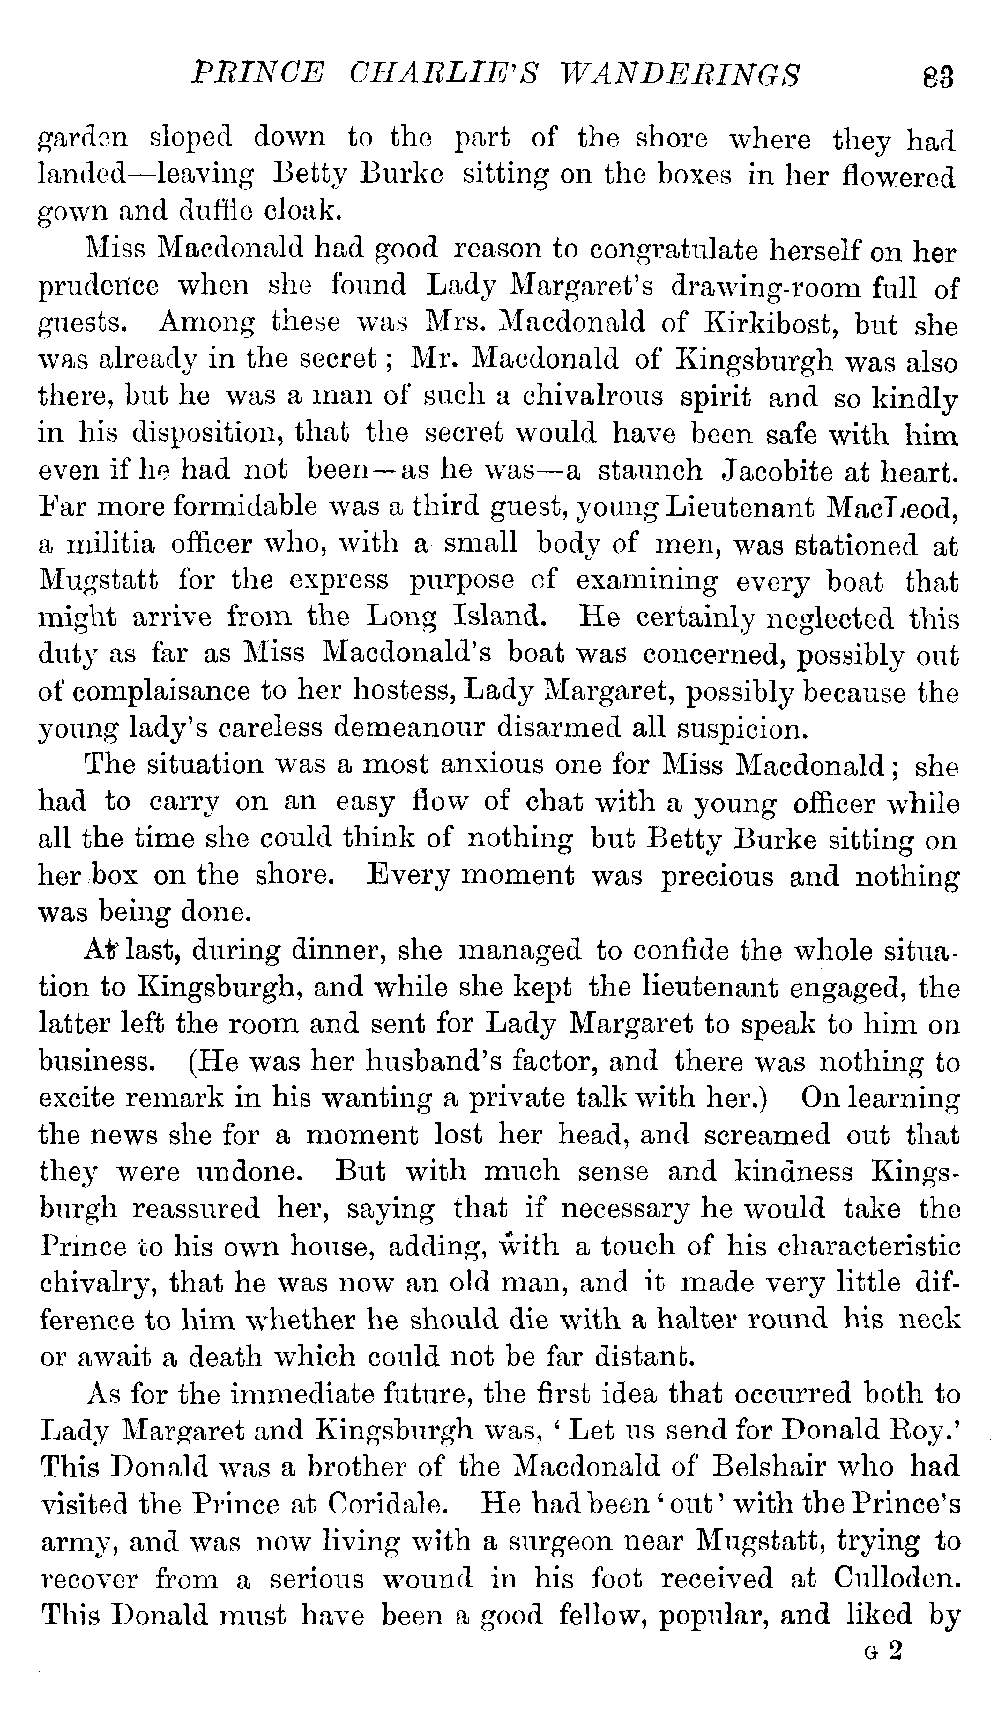 PRINCE CHARLIE'S WANDERINGS 83
garden sloped down to the part of the shore where they had
landed—leaving Betty Burke sitting on the boxes in her flowered
gown and duffle cloak.
Miss Macdonald had good reason to congratulate herself on her
prudence when she found Lady Margaret's drawing-room full of
guests. Among these was Mrs. Macdonald of Kirkibost, but she
was already in the secret; Mr. Macdonald of Kingsburgh was also
there, but he was a man of such a chivalrous spirit and so kindly
in his disposition, that the secret would have been safe with him
even if he had not been—as he was—a staunch Jacobite at heart.
Far more formidable was a third guest, young Lieutenant MacLeod,
a militia officer who, with a small body of men, was stationed at
Mugstatt for the express purpose of examining every boat that
might arrive from the Long Island. He certainly neglected this
duty as far as Miss Macdonald's boat was concerned, possibly out
of complaisance to her hostess, Lady Margaret, possibly because the
young lady's careless demeanour disarmed all suspicion.
The situation was a most anxious one for Miss Macdonald; she
had to carry on an easy flow of chat with a young officer while
all the time she could think of nothing but Betty Burke sitting on
her box on the shore. Every moment was precious and nothing
was being done.
At last, during dinner, she managed to confide the whole situa-
tion to Kingsburgh, and while she kept the lieutenant engaged, the
latter left the room and sent for Lady Margaret to speak to him on
business. (He was her husband's factor, and there was nothing to
excite remark in his wanting a private talk with her.) On learning
the news she for a moment lost her head, and screamed out that
they were undone. But with much sense and kindness Kings-
burgh reassured her, saying that if necessary he would take the
Prince to his own house, adding, with a touch of his characteristic
chivalry, that he was now an old man, and it made very little dif-
ference to him whether he should die with a halter round his neck
or await a death which could not be far distant.
As for the immediate future, the first idea that occurred both to
Lady Margaret and Kingsburgh was, ‘Let us send for Donald Roy.’
This Donald was a brother of the Macdonald of Belshair who had
visited the Prince at Coridale. He had been ‘out’ with the Prince's
army, and was now living with a surgeon near Mugstatt, trying to
recover from a serious wound in his foot received at Culloden.
This Donald must have been a good fellow, popular, and liked by
G 2